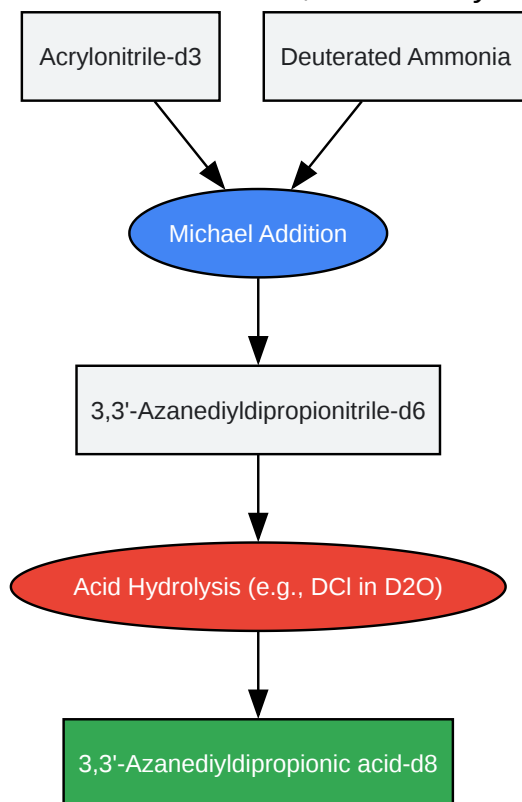 Acrylonitrile-d3
Deuterated Ammonia
Michael Addition
3,3'-Azanediyldipropionitrile-d6
Acid Hydrolysis (e.g., DCl in D2O)
3,3'-Azanediyldipropionic acid-d8